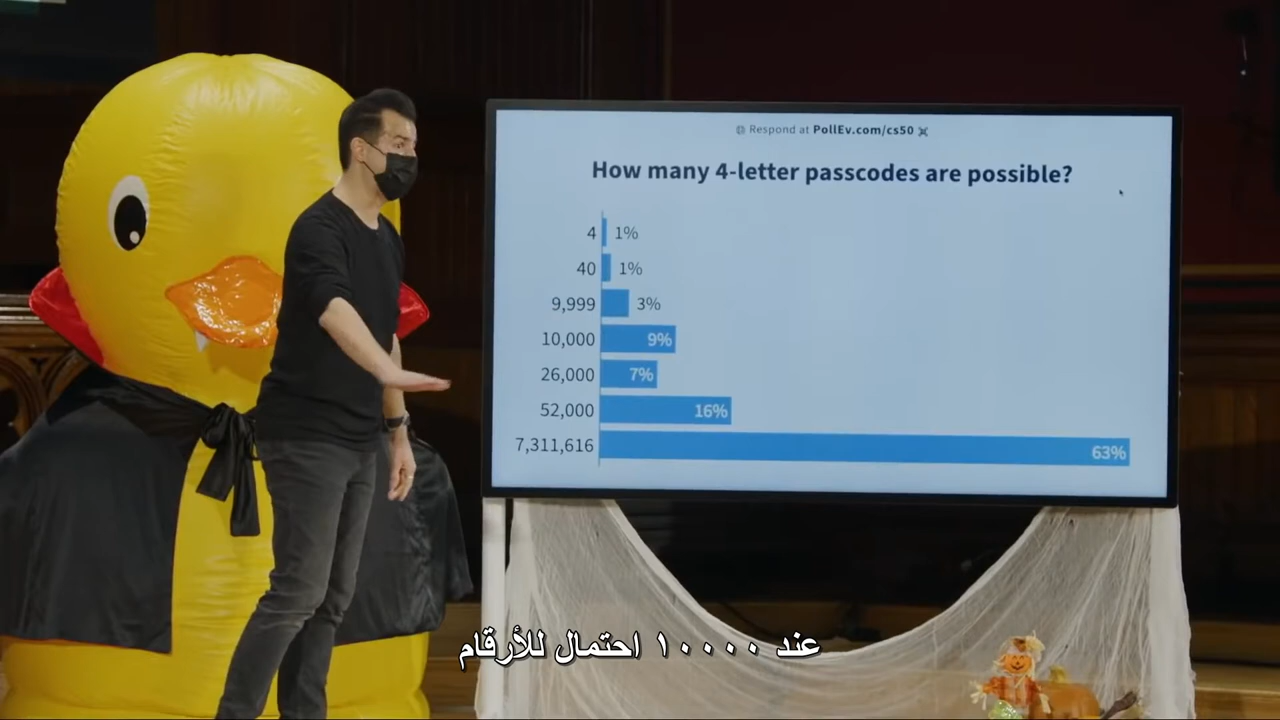 Respond at PollEv.com/cs50
How many 4-letter passcodes are possible?
4 1%
40 1%
9,999 3%
10,000 9%
26,000 7%
52,000 16%
7,311,616 63%
عند ١٠٠٠٠ احتمال للأرقام